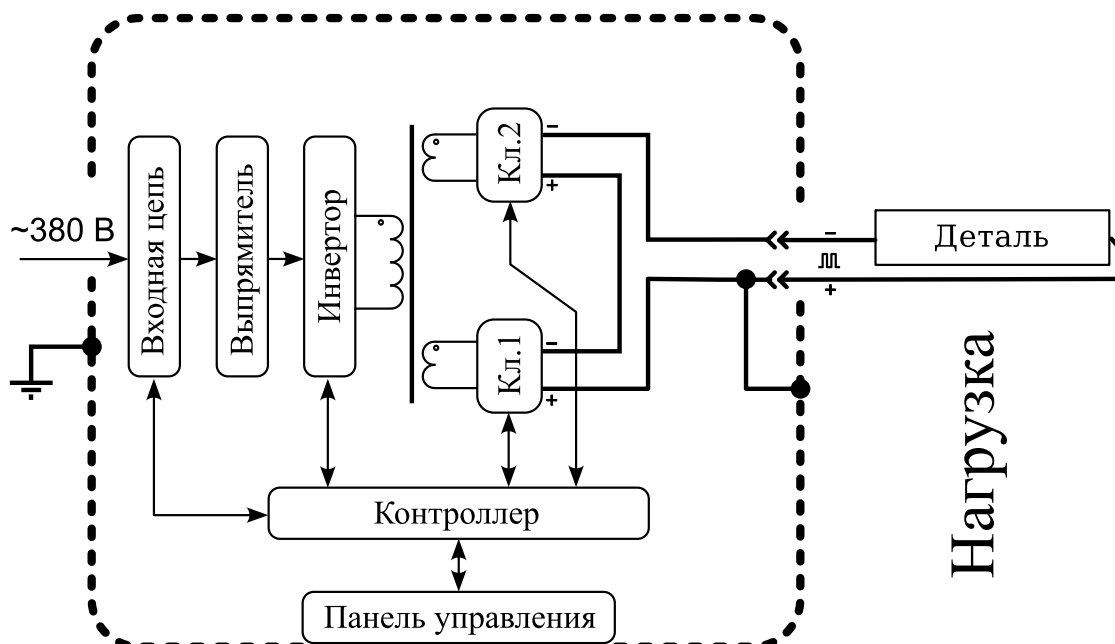 ~380 В
Входная цепь
Выпрямитель
Инвертор
Кл.2
−
+
Кл.1
−
+
−
+
Деталь
Нагрузка
Контроллер
Панель управления